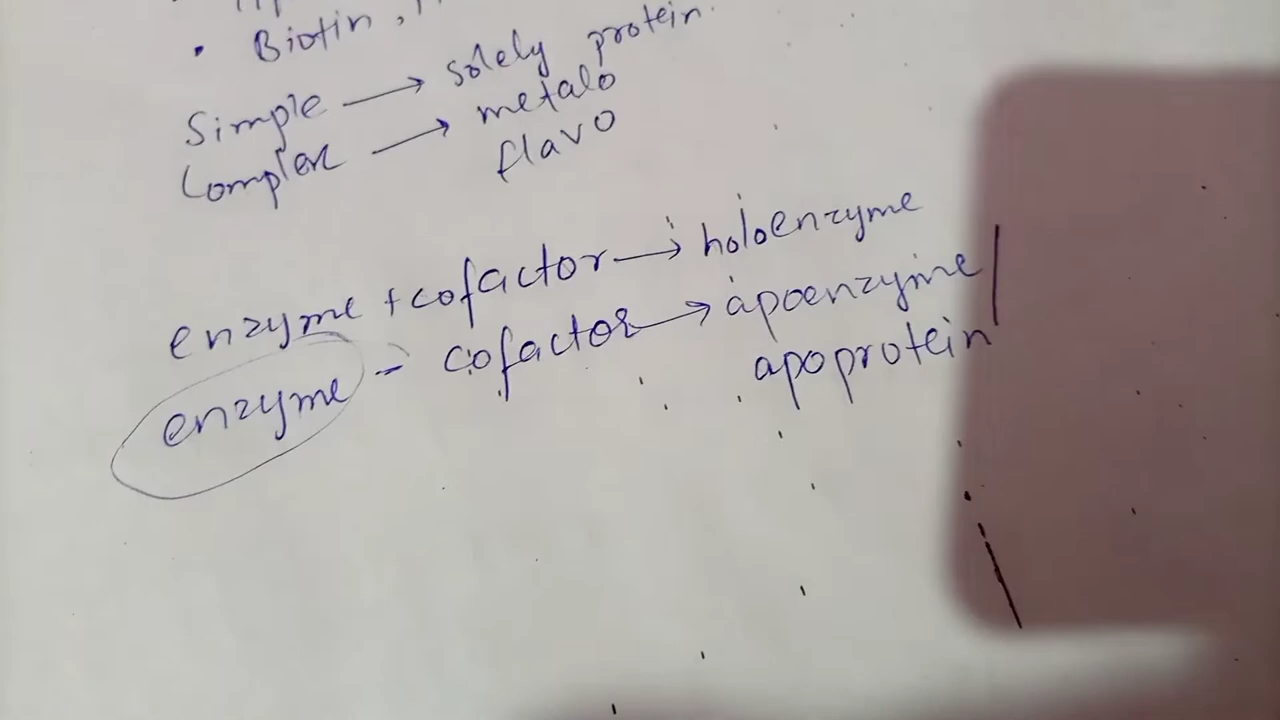 • Biotin,
Simple → solely protein
Complex → metalo
flavo
enzyme + cofactor → holoenzyme
enzyme - cofactor → apoenzyme/
apoprotein